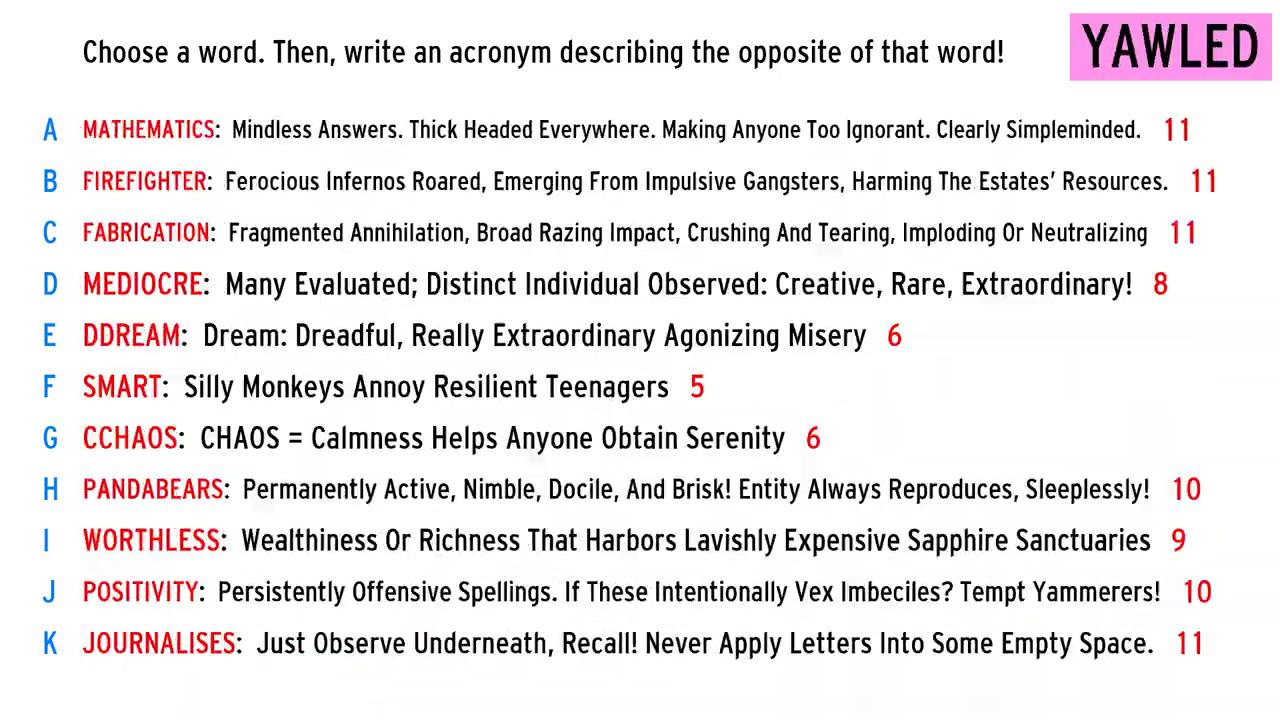 Choose a word. Then, write an acronym describing the opposite of that word!
YAWLED
A MATHEMATICS: Mindless Answers. Thick Headed Everywhere. Making Anyone Too Ignorant. Clearly Simpleminded. 11
B FIREFIGHTER: Ferocious Infernos Roared, Emerging From Impulsive Gangsters, Harming The Estates' Resources. 11
C FABRICATION: Fragmented Annihilation, Broad Razing Impact, Crushing And Tearing, Imploding Or Neutralizing 11
D MEDIOCRE: Many Evaluated; Distinct Individual Observed: Creative, Rare, Extraordinary! 8
E DDREAM: Dream: Dreadful, Really Extraordinary Agonizing Misery 6
F SMART: Silly Monkeys Annoy Resilient Teenagers 5
G CCHAOS: CHAOS = Calmness Helps Anyone Obtain Serenity 6
H PANDABEARS: Permanently Active, Nimble, Docile, And Brisk! Entity Always Reproduces, Sleeplessly! 10
I WORTHLESS: Wealthiness Or Richness That Harbors Lavishly Expensive Sapphire Sanctuaries 9
J POSITIVITY: Persistently Offensive Spellings. If These Intentionally Vex Imbeciles? Tempt Yammerers! 10
K JOURNALISES: Just Observe Underneath, Recall! Never Apply Letters Into Some Empty Space. 11